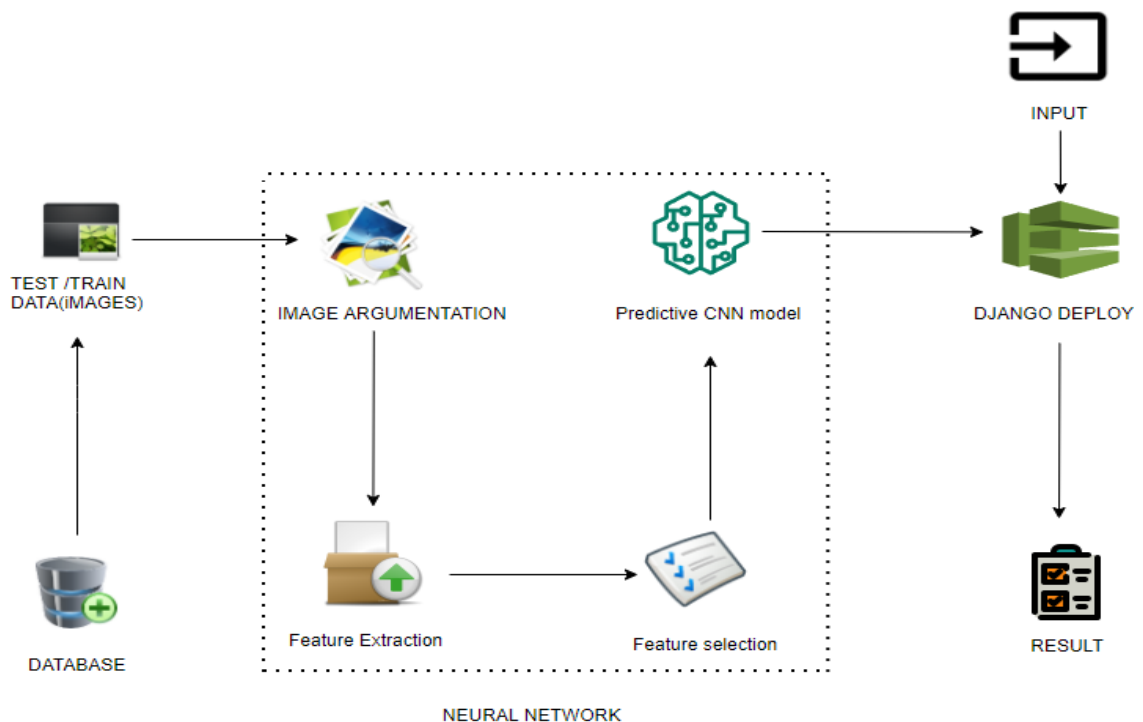 INPUT
TEST /TRAIN
DATA(iMAGES)
IMAGE ARGUMENTATION
Predictive CNN model
DJANGO DEPLOY
Feature Extraction
Feature selection
RESULT
DATABASE
NEURAL NETWORK